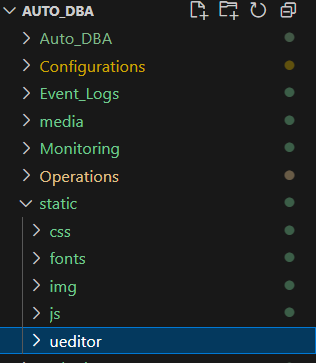 AUTO_DBA
Auto_DBA
Configurations
Event_Logs
media
Monitoring
Operations
static
css
fonts
img
js
ueditor